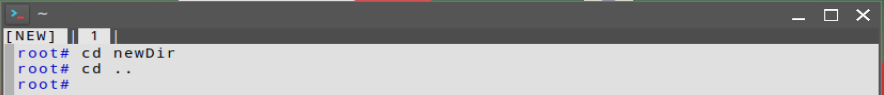 ~
[NEW] | 1 |
root# cd newDir
root# cd ..
root#